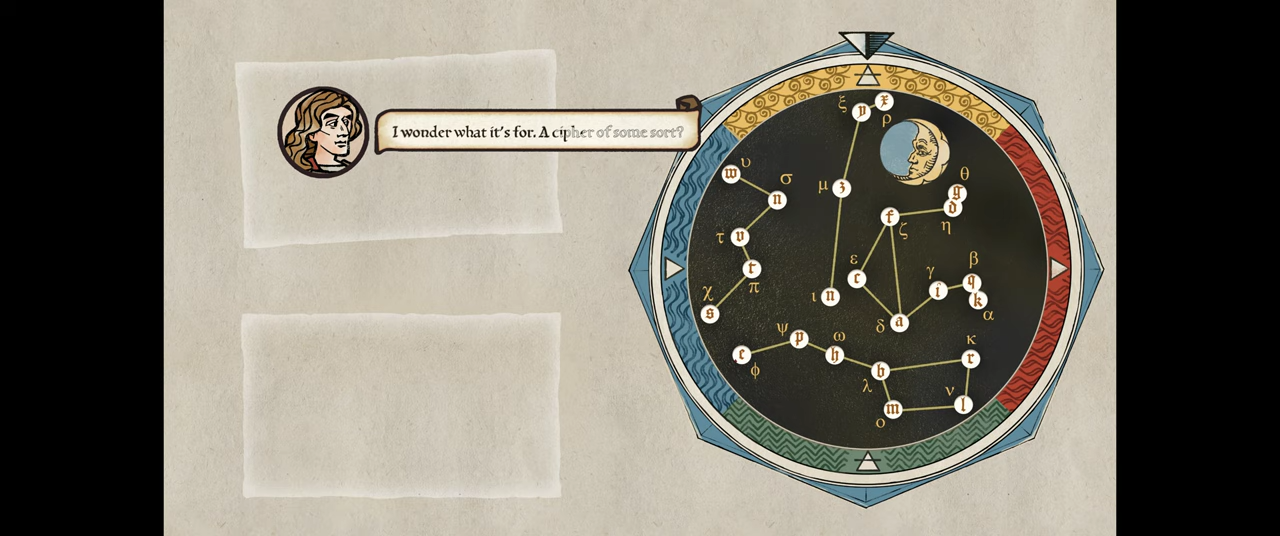 I wonder what it's for. A cipher of some sort?
ξ y x ρ
w υ
n σ
μ z
θ g
d η
τ v
f ζ
t π
ε c
γ i
β q
k α
χ s
ι n
δ a
ψ p
ω h
κ r
e φ
λ b
ν l
ο m